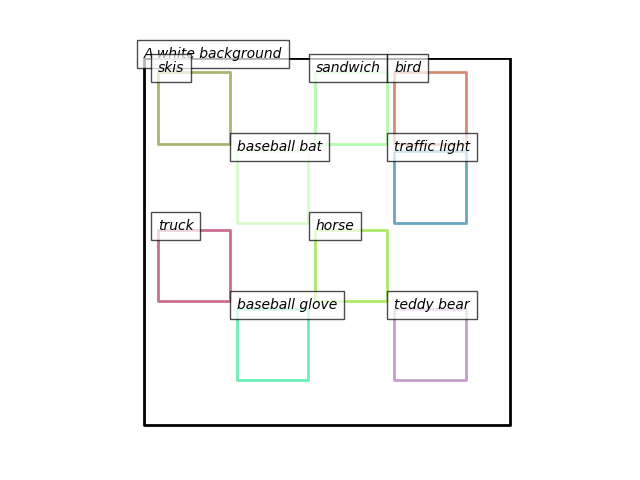 A white background
skis
sandwich
bird
baseball bat
traffic light
truck
horse
baseball glove
teddy bear